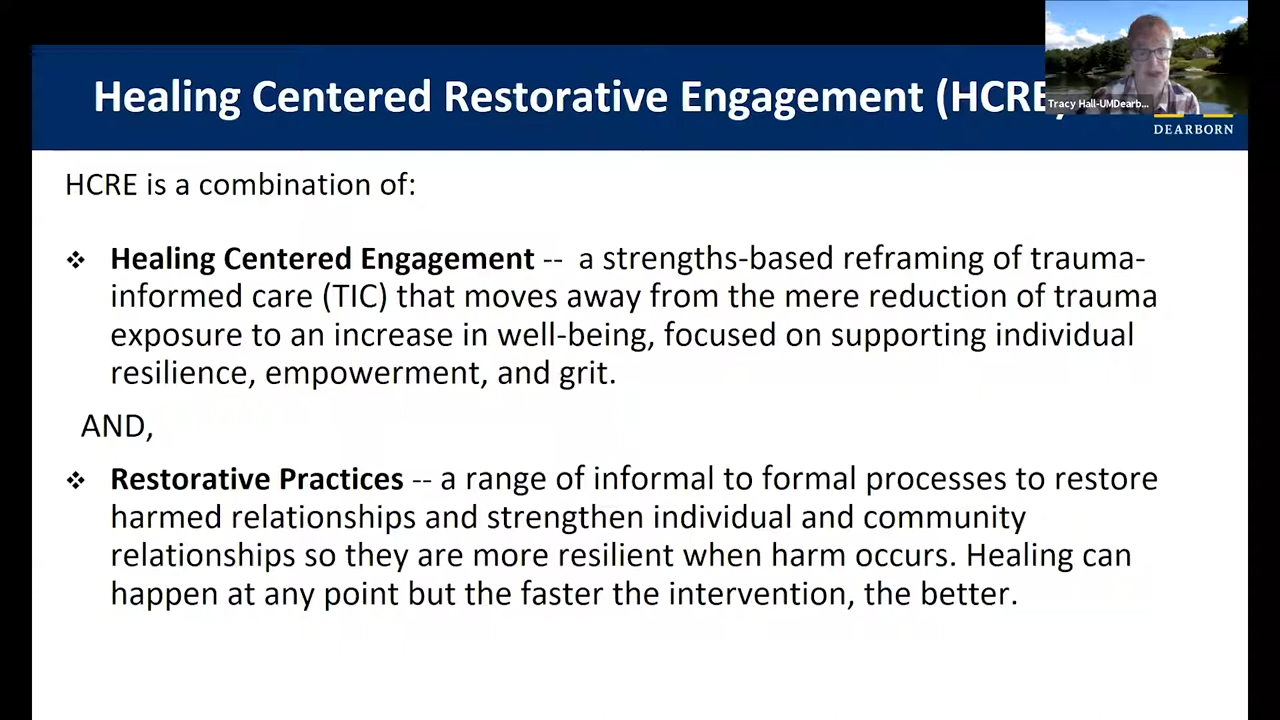 Healing Centered Restorative Engagement (HCRE)
Tracy Hall-UMDearb...
DEARBORN
HCRE is a combination of:
❖ Healing Centered Engagement -- a strengths-based reframing of trauma-
informed care (TIC) that moves away from the mere reduction of trauma
exposure to an increase in well-being, focused on supporting individual
resilience, empowerment, and grit.
AND,
❖ Restorative Practices -- a range of informal to formal processes to restore
harmed relationships and strengthen individual and community
relationships so they are more resilient when harm occurs. Healing can
happen at any point but the faster the intervention, the better.